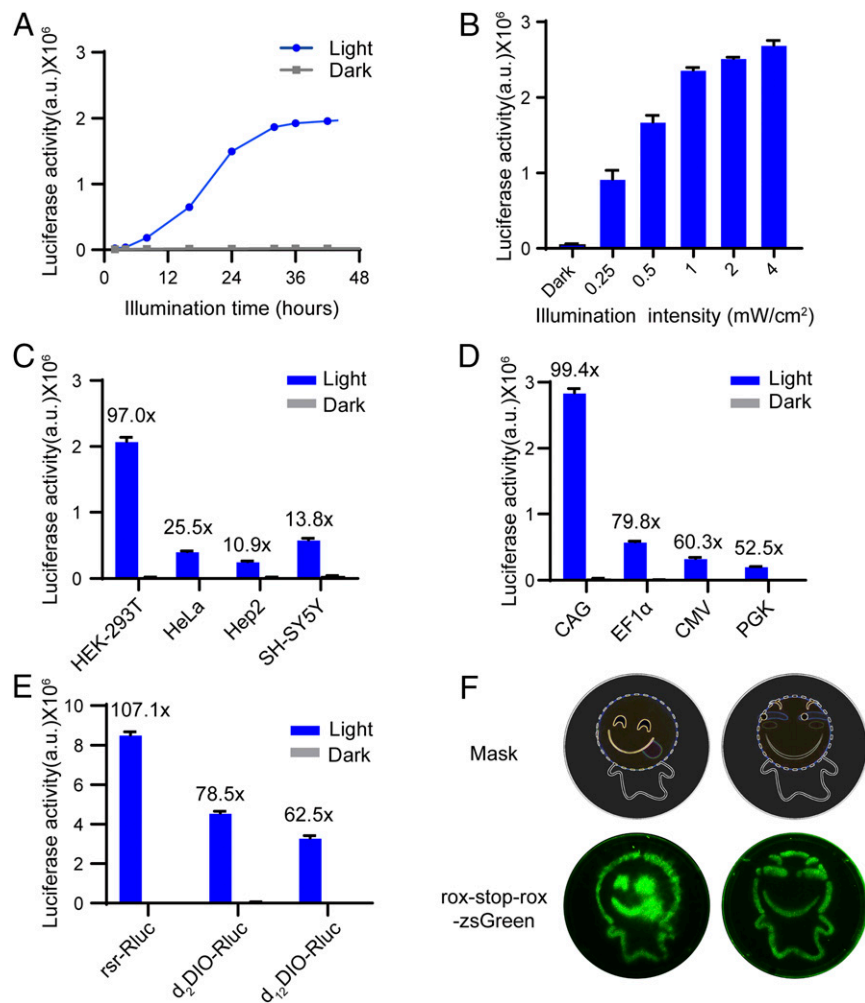 A
Luciferase activity(a.u.)X10⁶
3
2
1
0
0 12 24 36 48
Illumination time (hours)
Light
Dark
B
Luciferase activity(a.u.)X10⁶
3
2
1
0
Dark 0.25 0.5 1 2 4
Illumination intensity (mW/cm²)
C
Luciferase activity(a.u.)X10⁶
3
2
1
0
97.0x
25.5x
10.9x
13.8x
Light
Dark
HEK-293T HeLa Hep2 SH-SY5Y
D
Luciferase activity(a.u.)X10⁶
3
2
1
0
99.4x
79.8x
60.3x
52.5x
Light
Dark
CAG EF1α CMV PGK
E
Luciferase activity(a.u.)X10⁶
10
8
6
4
2
0
107.1x
78.5x
62.5x
Light
Dark
rsr-Rluc d₂DIO-Rluc d₁₂DIO-Rluc
F
Mask
rox-stop-rox
-zsGreen